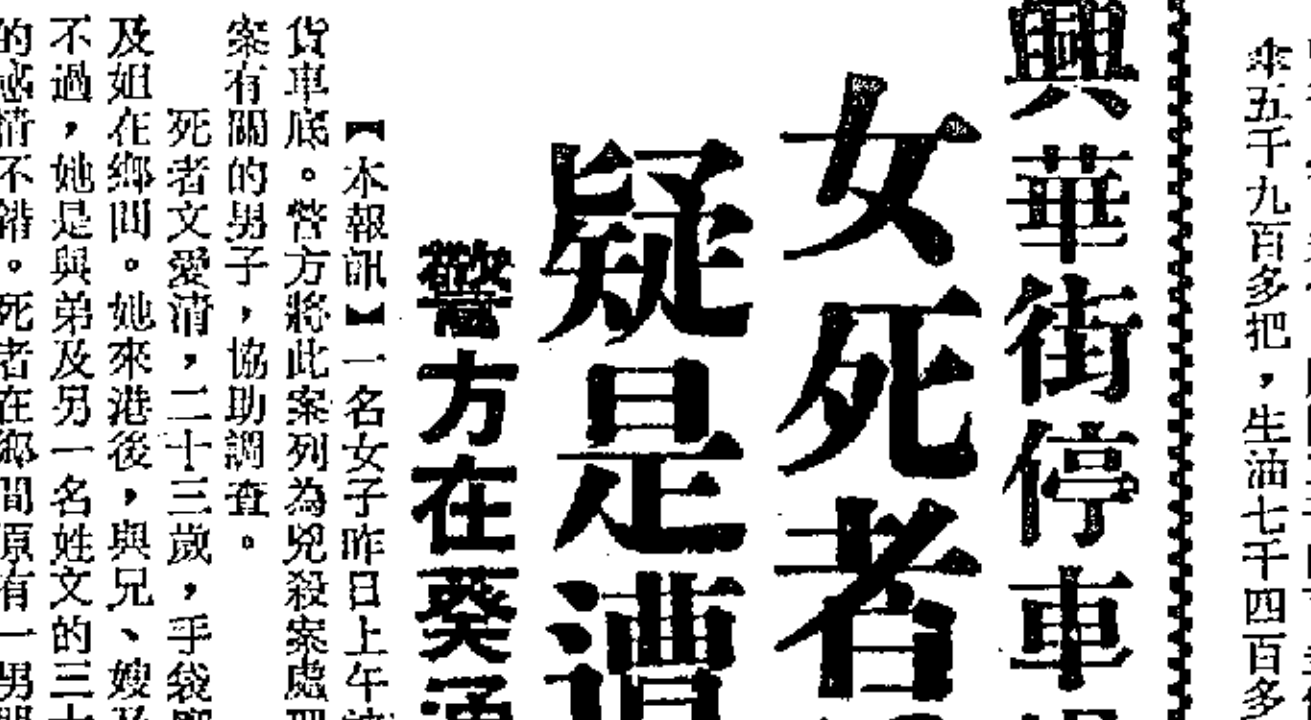 傘五千九百多把，生油七千四百多
興華街停車
女死者
疑是遭
警方在葵涌
【本報訊】一名女子昨日上午
貨車底。警方將此案列為兇殺案處理
案有關的男子，協助調查。
死者文愛清，二十三歲，手袋
及姐在鄉間。她來港後，與兄、嫂及
不過，她是與弟及另一名姓文的三十
的感情不錯。死者在鄉間原有一男